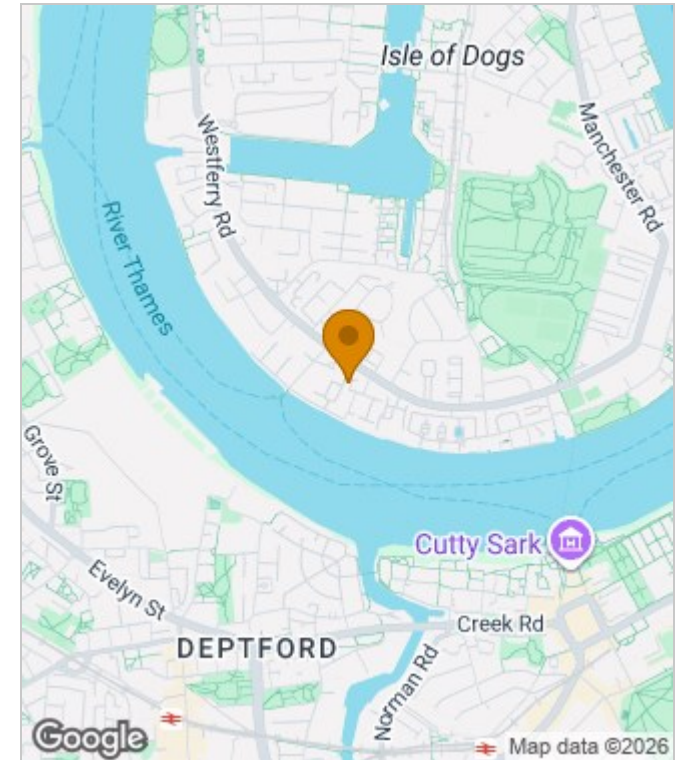 Isle of Dogs
Manchester Rd
Westferry Rd
River Thames
Grove St
Cutty Sark
Evelyn St
Creek Rd
DEPTFORD
Norman Rd
Google
Map data ©2026